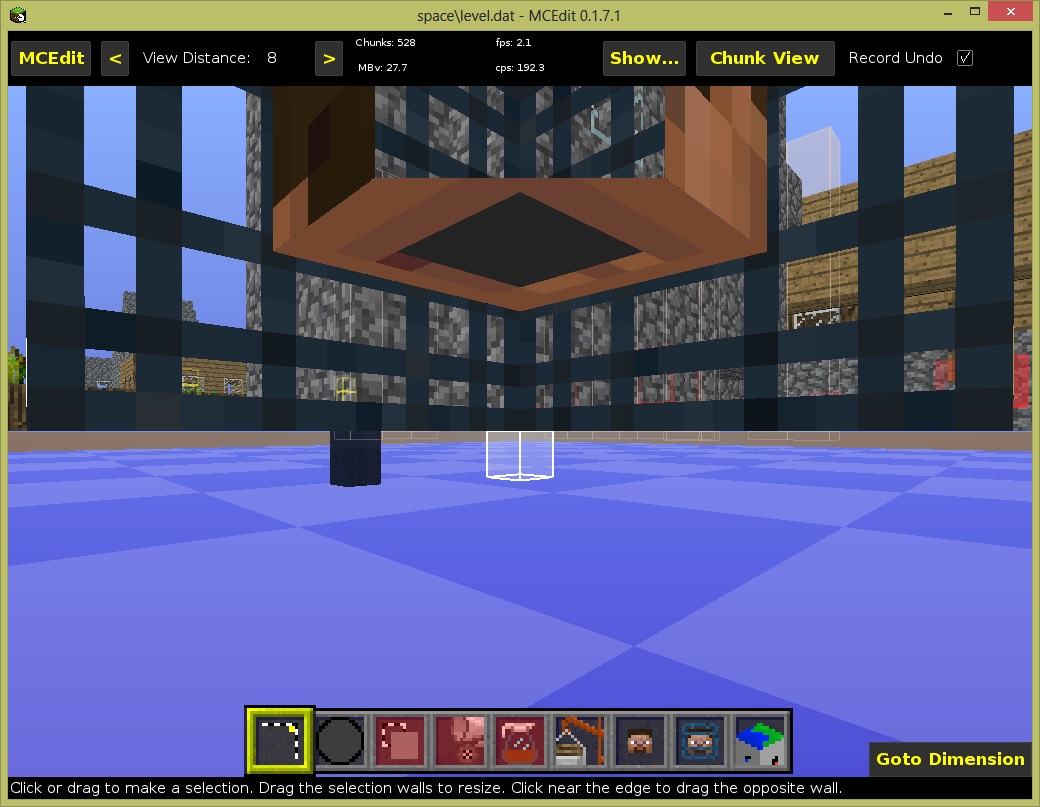 space\level.dat - MCEdit 0.1.7.1
MCEdit < View Distance: 8 > Chunks: 528 fps: 2.1 Show... Chunk View Record Undo
MBv: 27.7 cps: 192.3
Goto Dimension
Click or drag to make a selection. Drag the selection walls to resize. Click near the edge to drag the opposite wall.